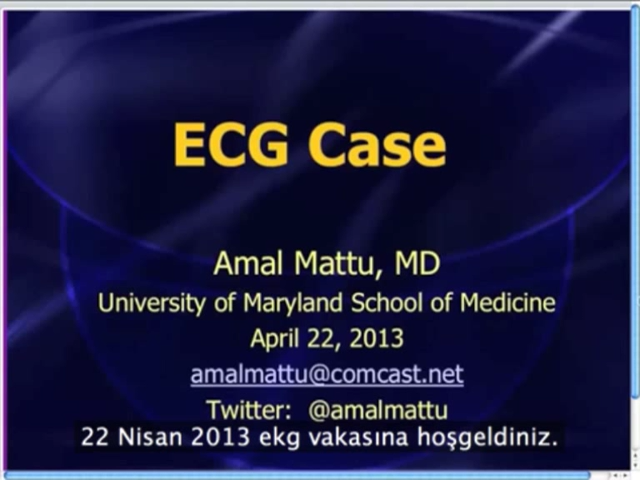 ECG Case
Amal Mattu, MD
University of Maryland School of Medicine
April 22, 2013
amalmattu@comcast.net
Twitter: @amalmattu
22 Nisan 2013 ekg vakasına hoşgeldiniz.